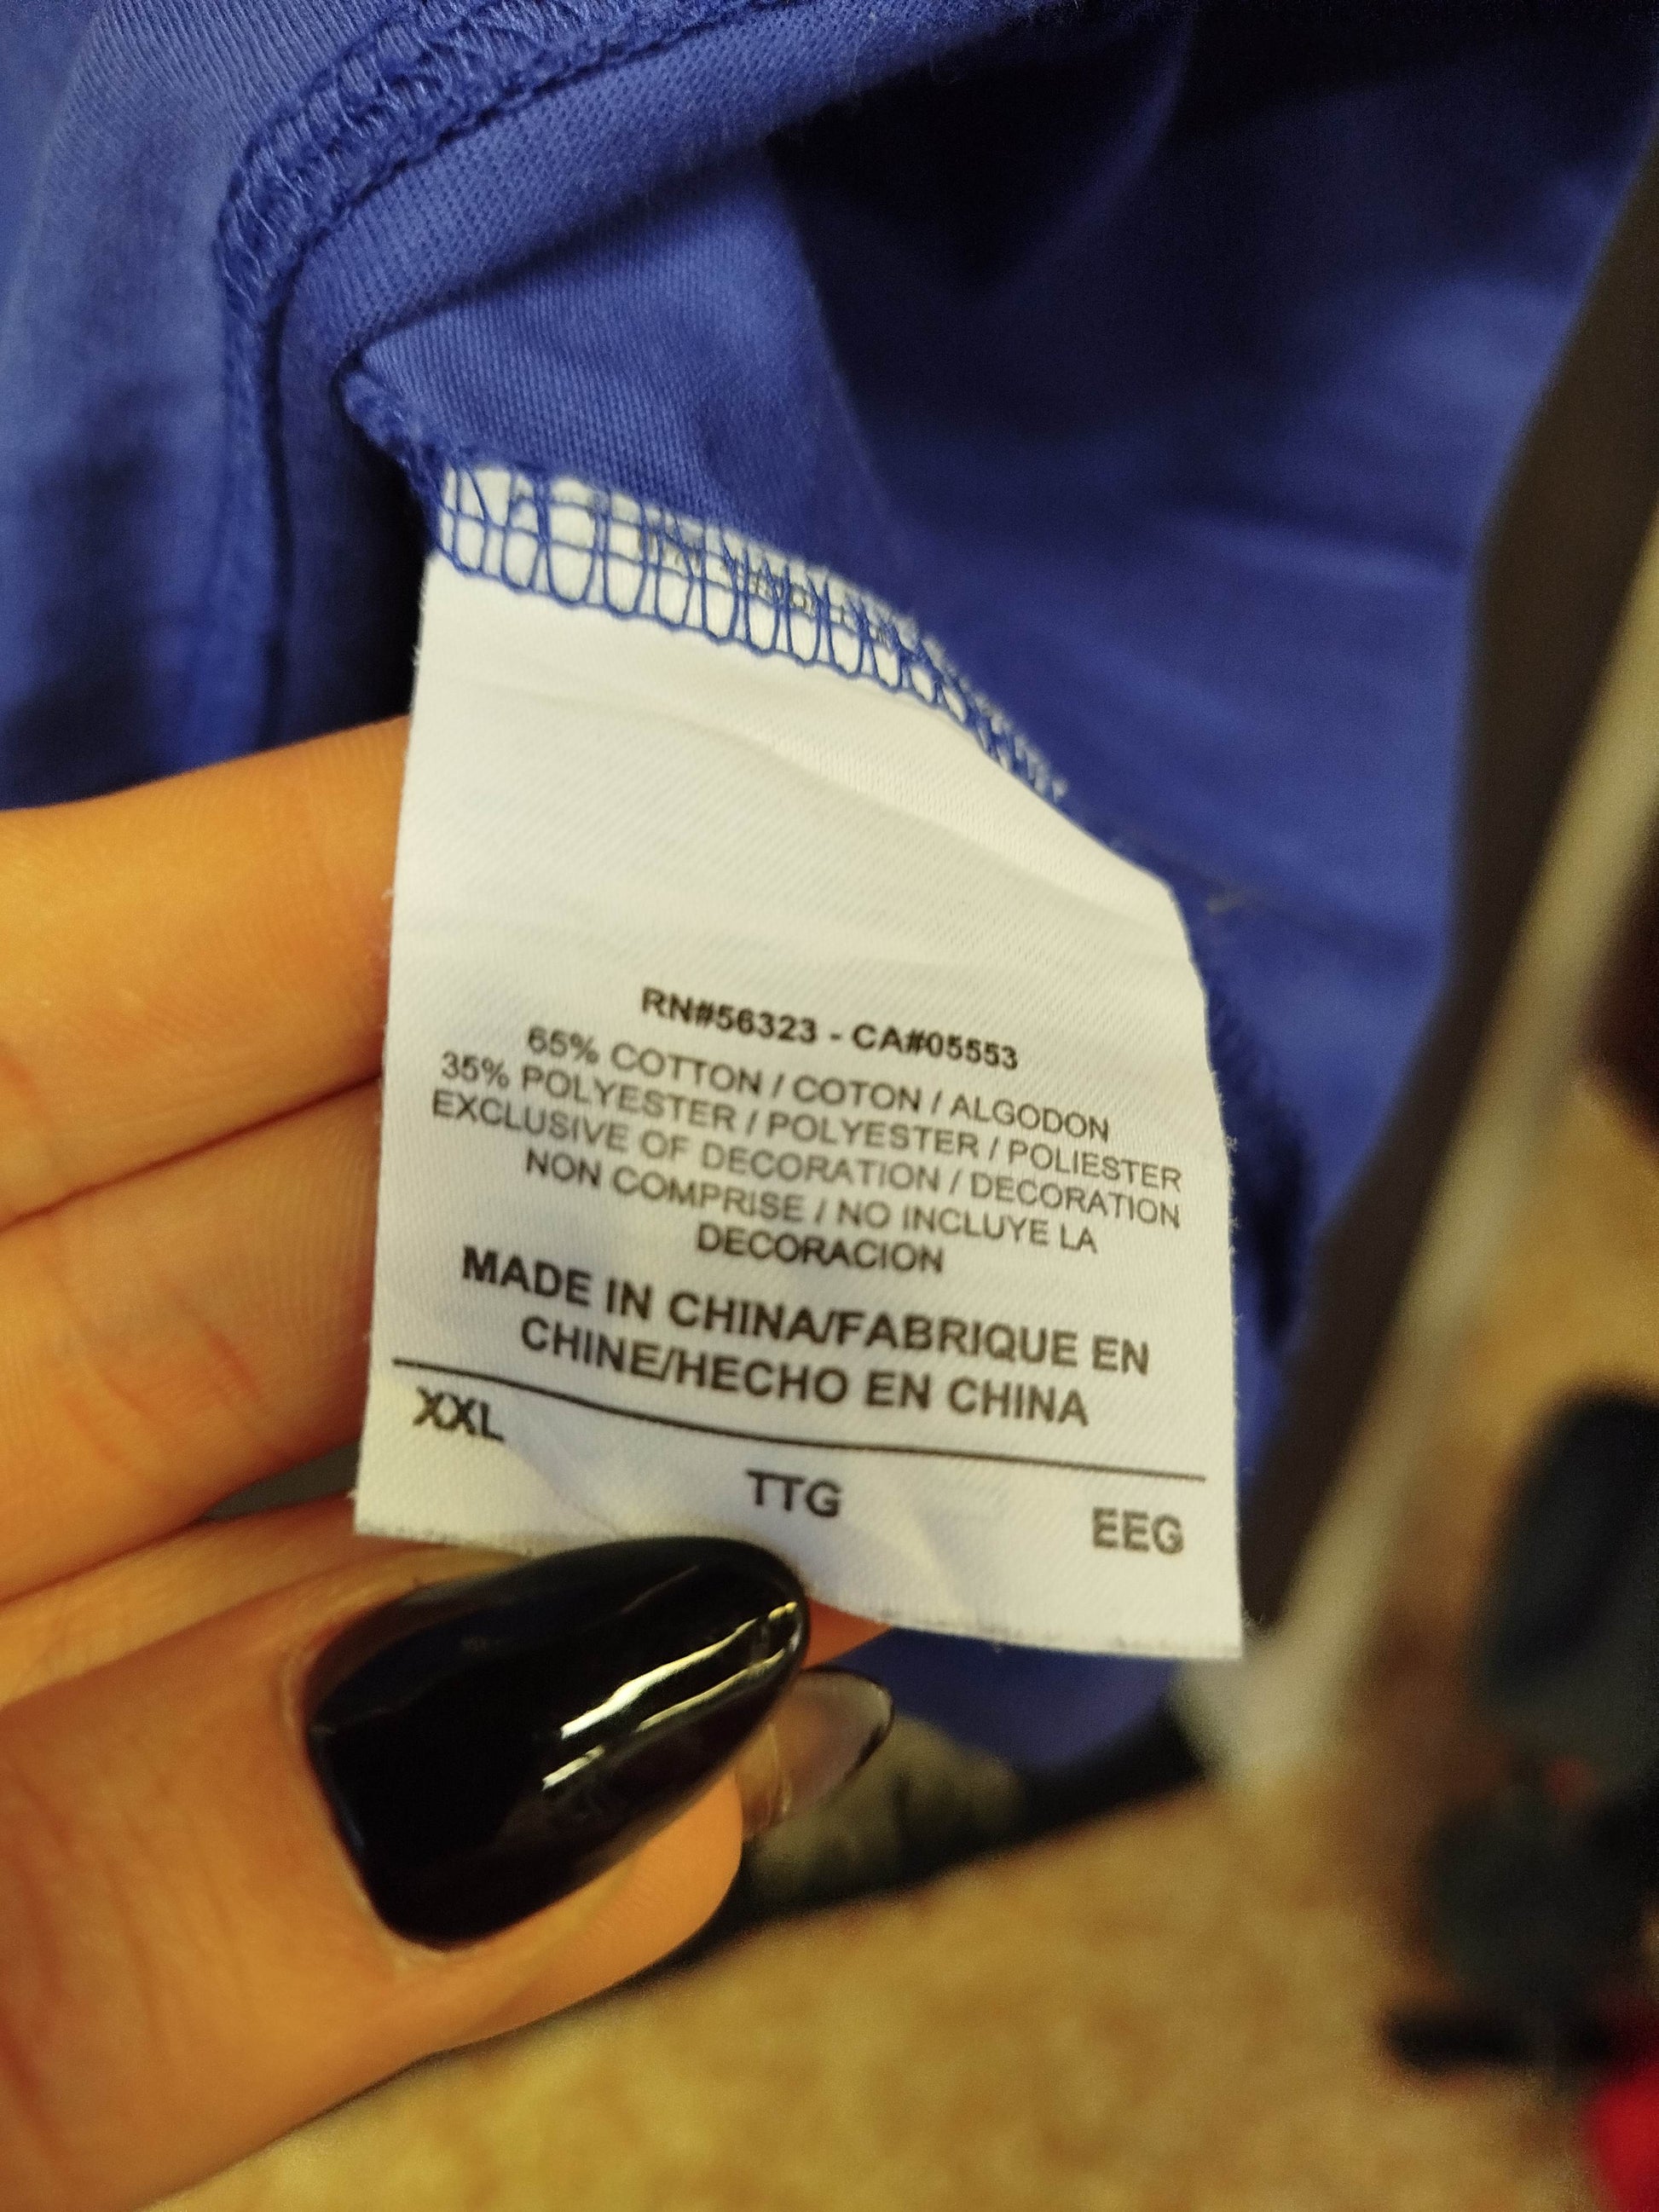 RN#56323 - CA#05553
65% COTTON / COTON / ALGODON
35% POLYESTER / POLYESTER / POLIESTER
EXCLUSIVE OF DECORATION / DECORATION
NON COMPRISE / NO INCLUYE LA
DECORACION
MADE IN CHINA/FABRIQUE EN
CHINE/HECHO EN CHINA
XXL TTG EEG